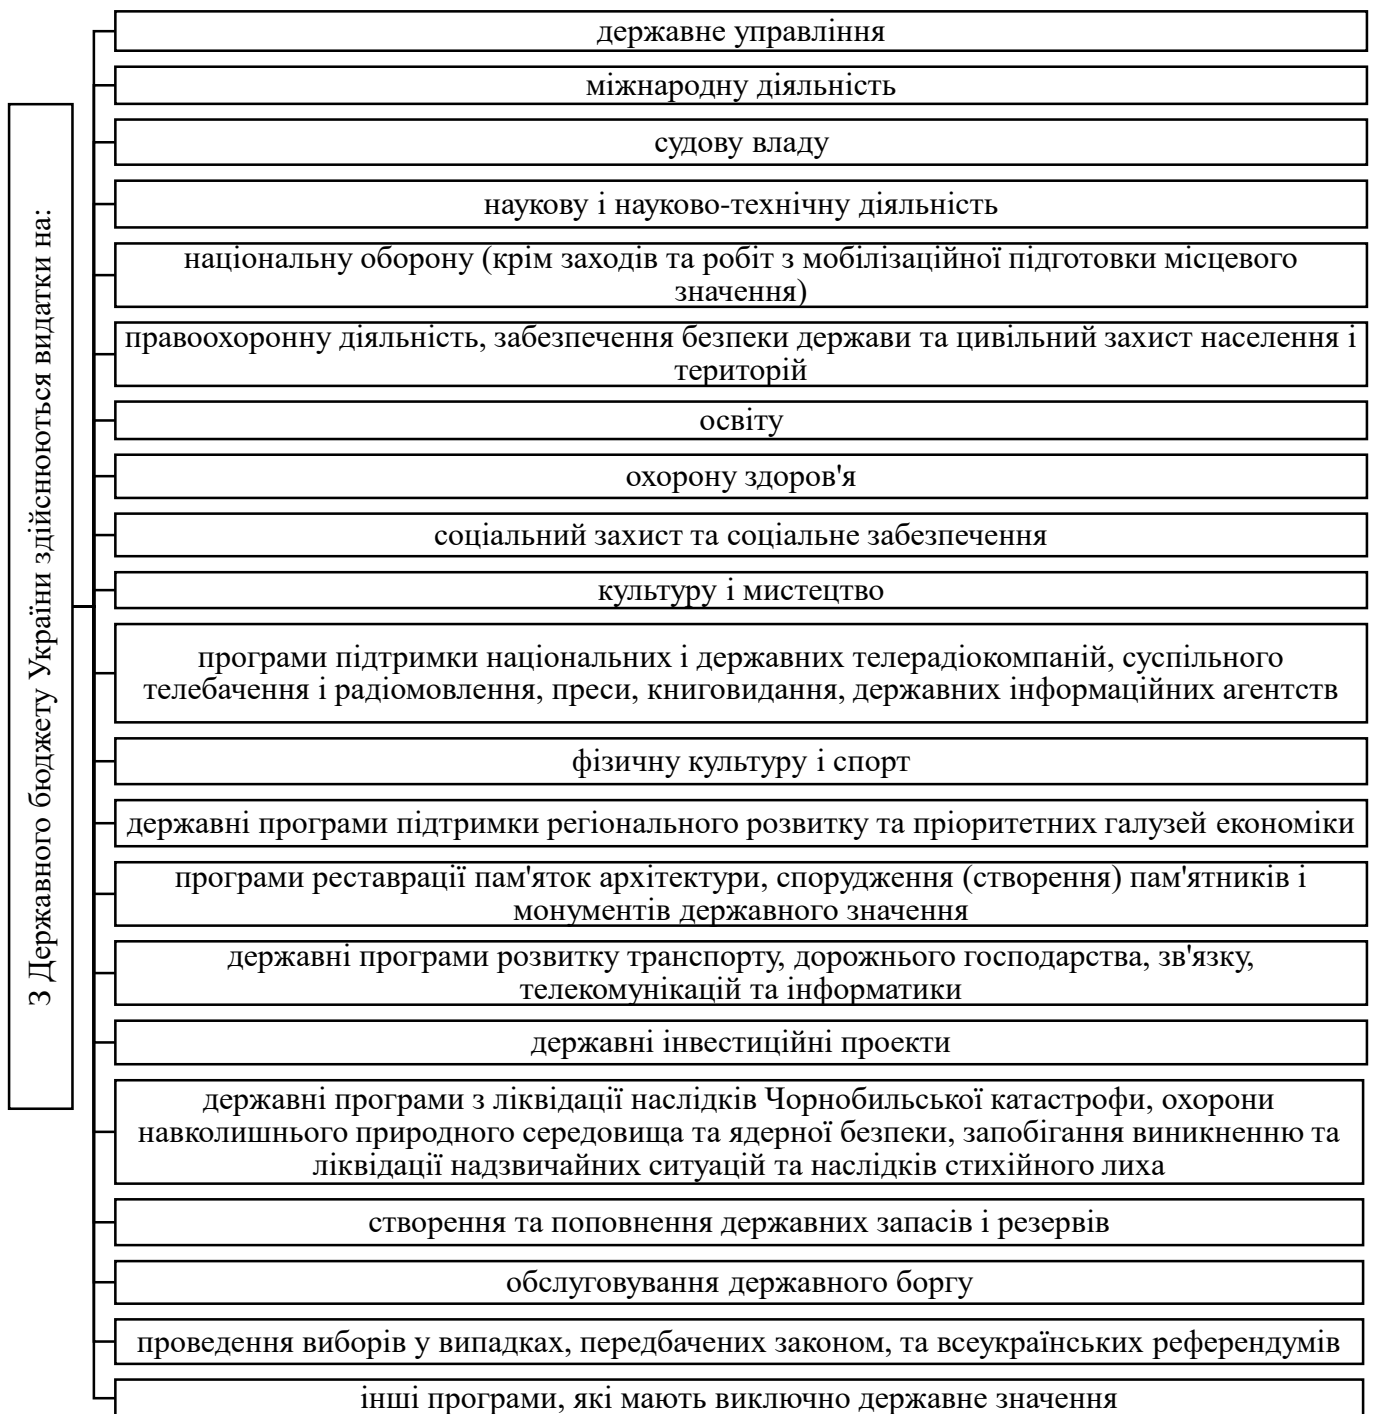 З Державного бюджету України здійснюються видатки на:
державне управління
міжнародну діяльність
судову владу
наукову і науково-технічну діяльність
національну оборону (крім заходів та робіт з мобілізаційної підготовки місцевого
значення)
правоохоронну діяльність, забезпечення безпеки держави та цивільний захист населення і
територій
освіту
охорону здоров'я
соціальний захист та соціальне забезпечення
культуру і мистецтво
програми підтримки національних і державних телерадіокомпаній, суспільного
телебачення і радіомовлення, преси, книговидання, державних інформаційних агентств
фізичну культуру і спорт
державні програми підтримки регіонального розвитку та пріоритетних галузей економіки
програми реставрації пам'яток архітектури, спорудження (створення) пам'ятників і
монументів державного значення
державні програми розвитку транспорту, дорожнього господарства, зв'язку,
телекомунікацій та інформатики
державні інвестиційні проекти
державні програми з ліквідації наслідків Чорнобильської катастрофи, охорони
навколишнього природного середовища та ядерної безпеки, запобігання виникненню та
ліквідації надзвичайних ситуацій та наслідків стихійного лиха
створення та поповнення державних запасів і резервів
обслуговування державного боргу
проведення виборів у випадках, передбачених законом, та всеукраїнських референдумів
інші програми, які мають виключно державне значення